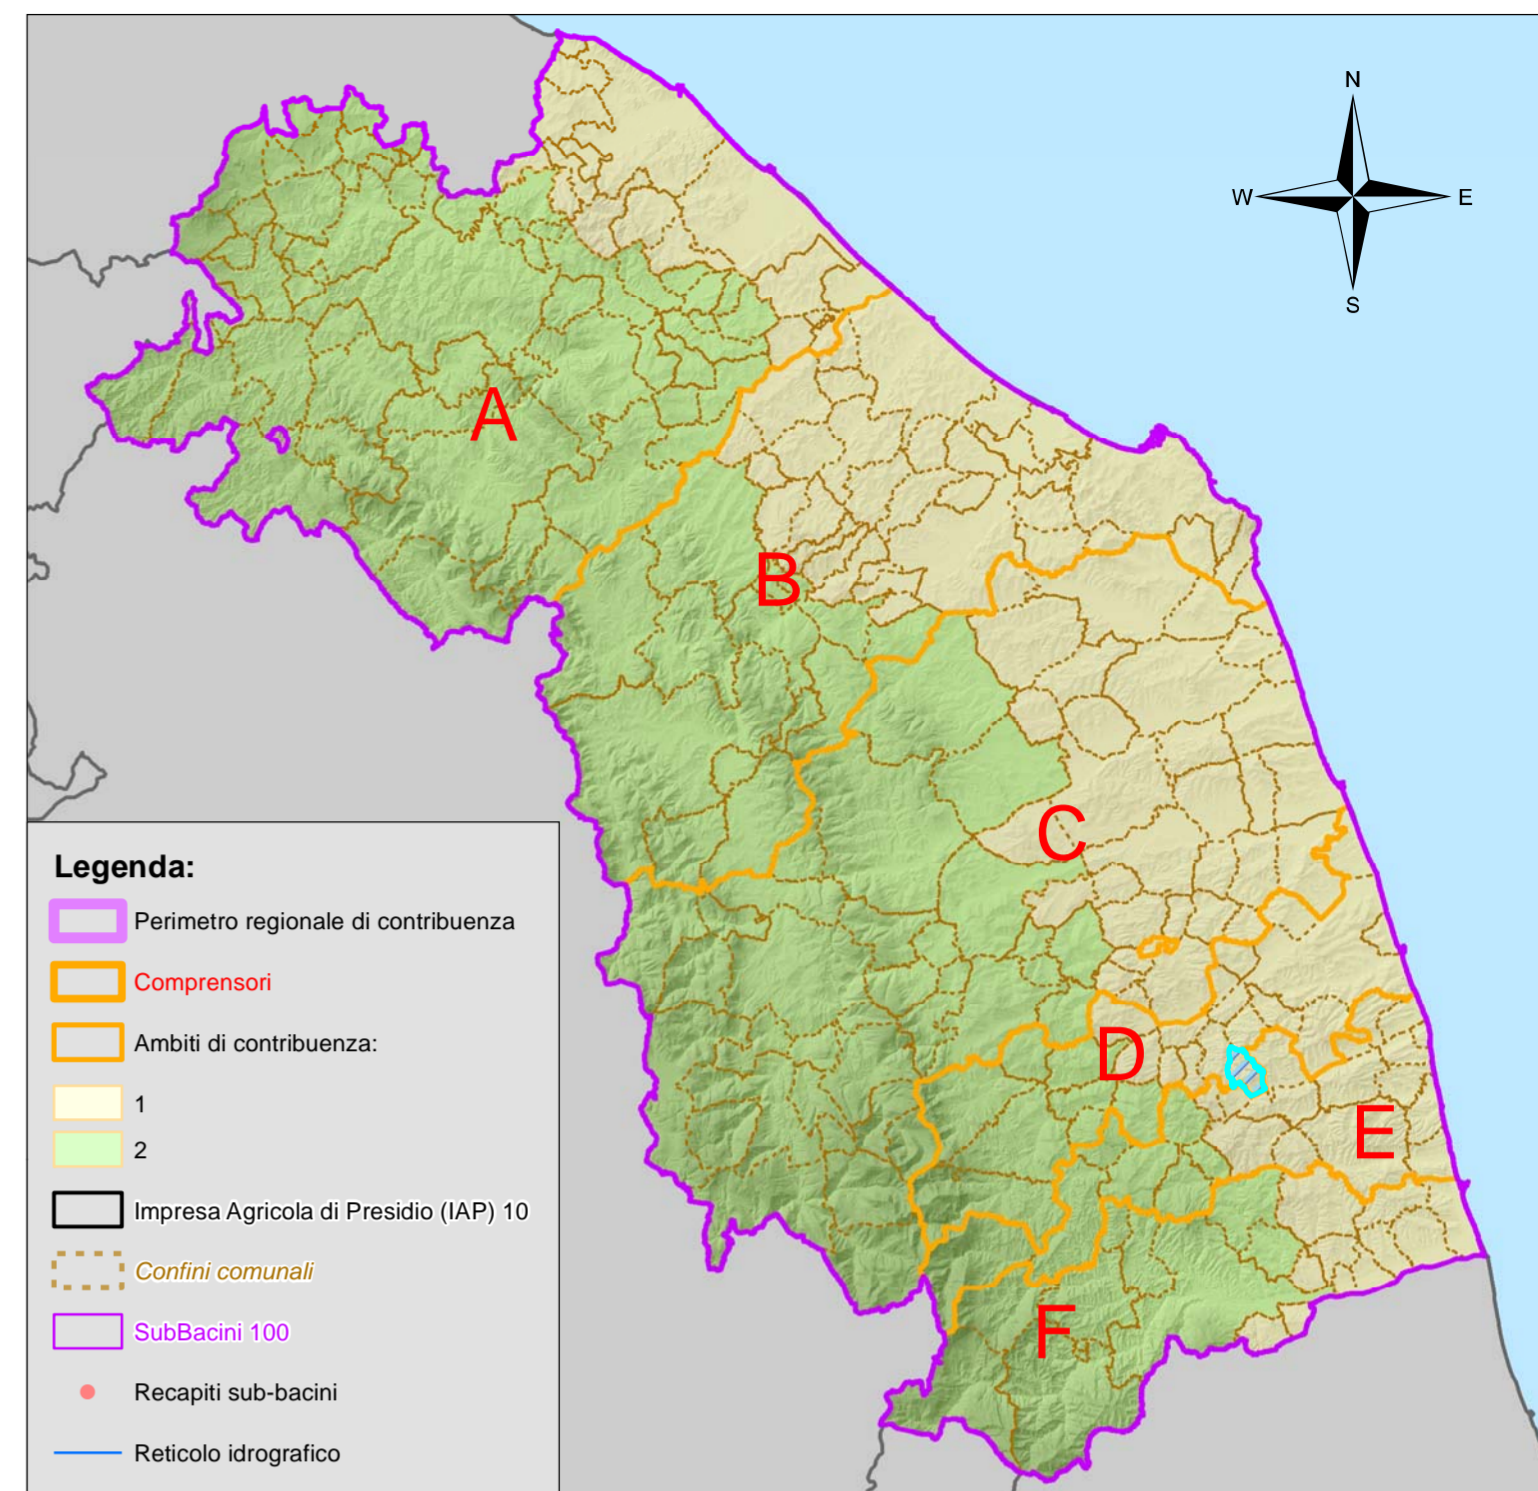 N
W
E
S
A
B
C
D
E
F
Legenda:
Perimetro regionale di contribuenza
Comprensori
Ambiti di contribuenza:
1
2
Impresa Agricola di Presidio (IAP) 10
Confini comunali
SubBacini 100
Recapiti sub-bacini
Reticolo idrografico